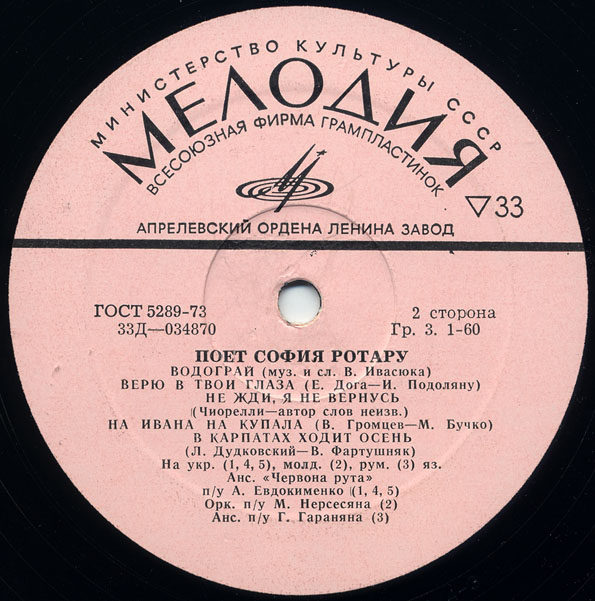 МИНИСТЕРСТВО КУЛЬТУРЫ СССР
МЕЛОДИЯ
ВСЕСОЮЗНАЯ ФИРМА ГРАМПЛАСТИНОК
33
АПРЕЛЕВСКИЙ ОРДЕНА ЛЕНИНА ЗАВОД
ГОСТ 5289-73
2 сторона
33Д—034870
Гр. 3. 1-60
ПОЕТ СОФИЯ РОТАРУ
ВОДОГРАЙ (муз. и сл. В. Ивасюка)
ВЕРЮ В ТВОИ ГЛАЗА (Е. Дога—И. Подоляну)
НЕ ЖДИ, Я НЕ ВЕРНУСЬ
(Чиорелли—автор слов неизв.)
НА ИВАНА НА КУПАЛА (В. Громцев—М. Бучко)
В КАРПАТАХ ХОДИТ ОСЕНЬ
(Л. Дудковский—В. Фартушняк)
На укр. (1, 4, 5), молд. (2), рум. (3) яз.
Анс. «Червона рута»
п/у А. Евдокименко (1, 4, 5)
Орк. п/у М. Нерсесяна (2)
Анс. п/у Г. Гараняна (3)